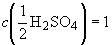 c(1/2 H2SO4) = 1